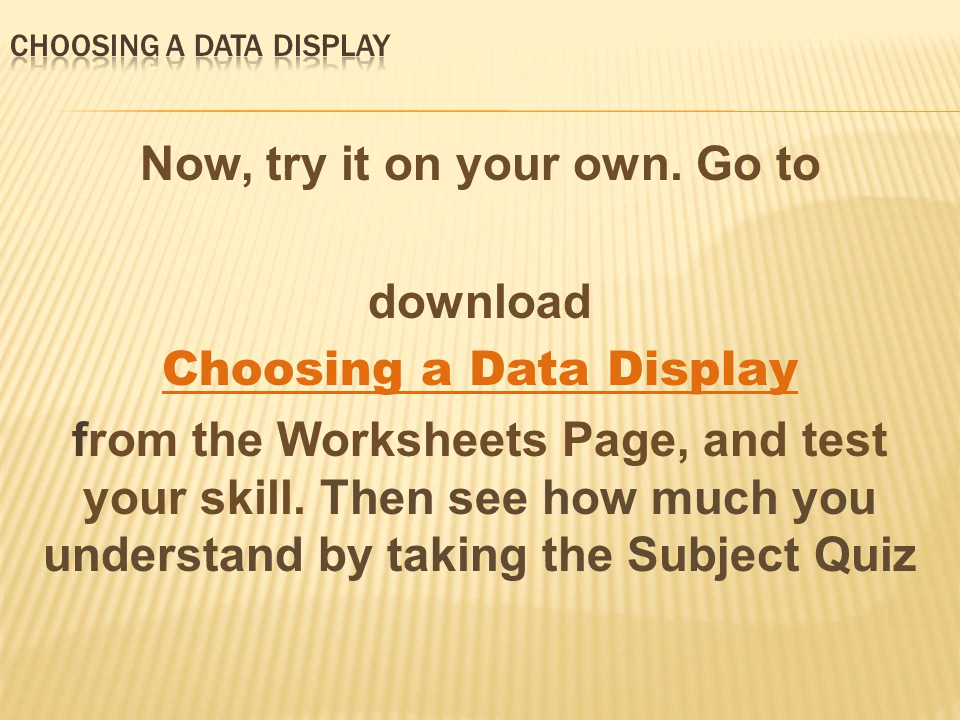 CHOOSING A DATA DISPLAY
Now, try it on your own. Go to
download
Choosing a Data Display
from the Worksheets Page, and test
your skill. Then see how much you
understand by taking the Subject Quiz